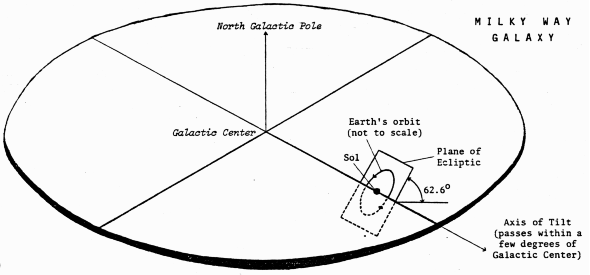 MILKY WAY
GALAXY
North Galactic Pole
Galactic Center
Earth's orbit
(not to scale)
Sol
Plane of
Ecliptic
62.6°
Axis of Tilt
(passes within a
few degrees of
Galactic Center)